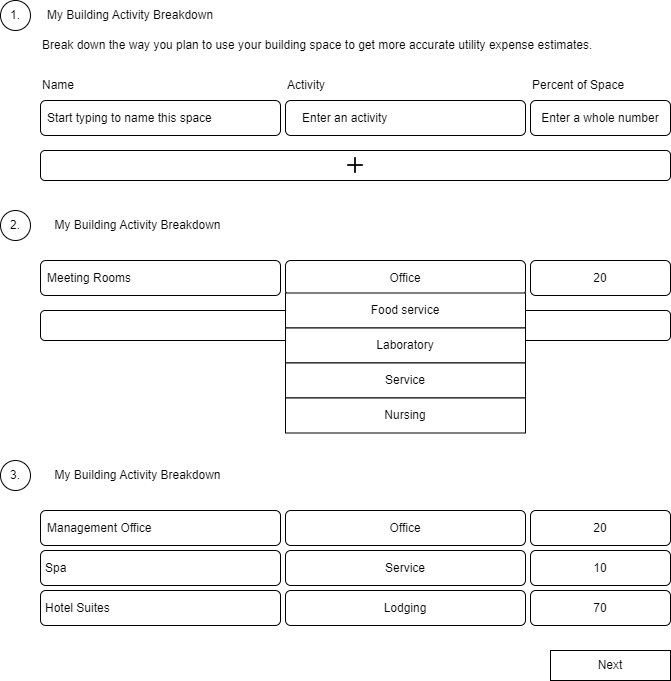 1. My Building Activity Breakdown
Break down the way you plan to use your building space to get more accurate utility expense estimates.
Name Activity Percent of Space
Start typing to name this space Enter an activity Enter a whole number
+
2. My Building Activity Breakdown
Meeting Rooms Office 20
Food service
Laboratory
Service
Nursing
3. My Building Activity Breakdown
Management Office Office 20
Spa Service 10
Hotel Suites Lodging 70
Next